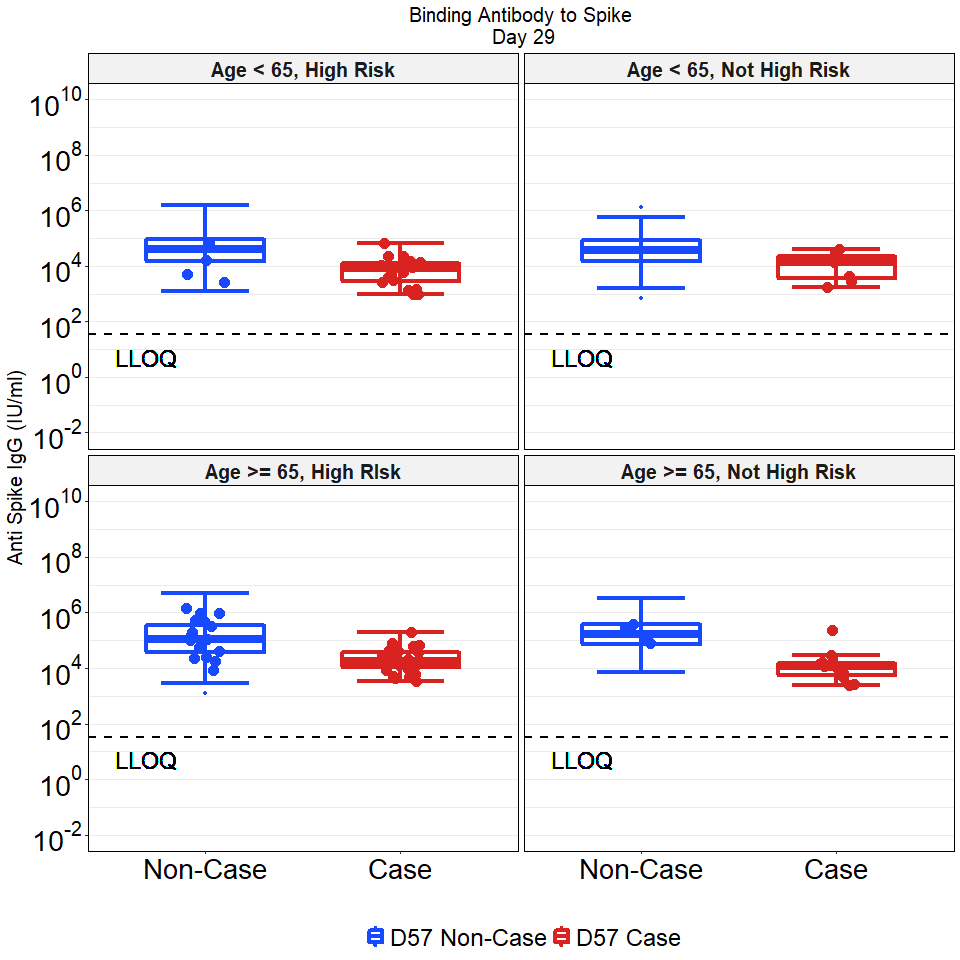 Binding Antibody to Spike
Day 29
Age < 65, High Risk
Age < 65, Not High Risk
10^10
10^8
10^6
10^4
10^2
10^0
10^-2
LLOQ
LLOQ
Anti Spike IgG (IU/ml)
Age >= 65, High RIsk
Age >= 65, Not High Risk
10^10
10^8
10^6
10^4
10^2
10^0
10^-2
LLOQ
LLOQ
Non-Case Case Non-Case Case
D57 Non-Case D57 Case